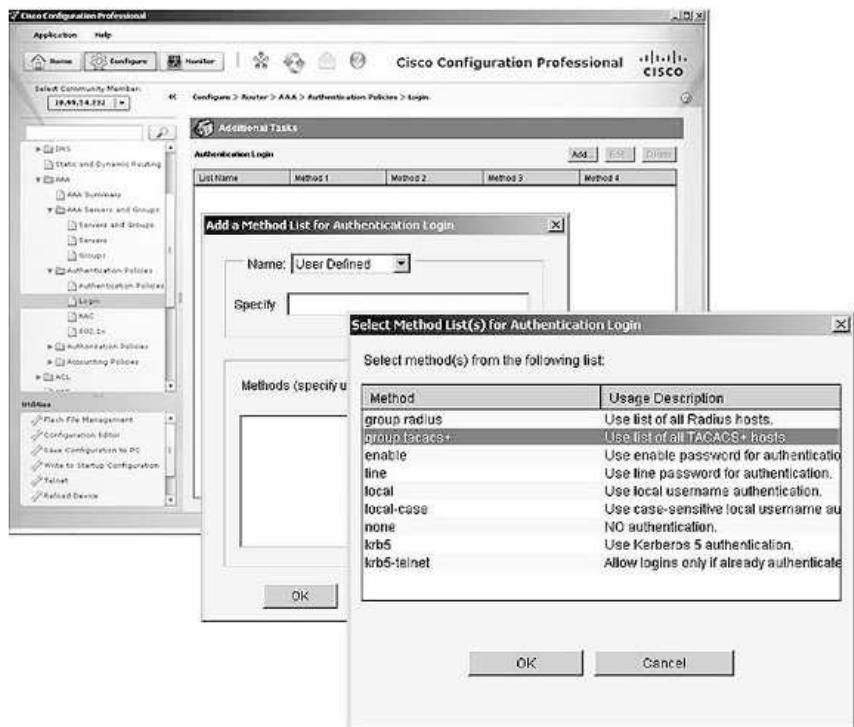 Cisco Configuration Professional
Application Help
Home Configure Monitor Cisco Configuration Professional
CISCO
Select Community Member:
Configure > Router > AAA > Authentication Policies > Login
Additional Tasks
DNS
Static and Dynamic Routing
AAA
AAA Summary
AAA Servers and Groups
Servers and Groups
Servers
Groups
Authentication Policies
Authentication Policies
Login
NAC
802.1x
Authorization Policies
Accounting Policies
ACL
Utilities
Flash File Management
Configuration Editor
Save Configuration to PC
Write to Startup Configuration
Telnet
Reload Device
Authentication Login
Add... Edit... Delete
List Name Method 1 Method 2 Method 3 Method 4
Add a Method List for Authentication Login
Name: User Defined
Specify
Methods (specify u
OK
Select Method List(s) for Authentication Login
Select method(s) from the following list:
Method Usage Description
group radius Use list of all Radius hosts.
group tacacs+ Use list of all TACACS+ hosts
enable Use enable password for authenticatio
line Use line password for authentication.
local Use local username authentication.
local-case Use case-sensitive local username au
none NO authentication.
krb5 Use Kerberos 5 authentication.
krb5-telnet Allow logins only if already authenticate
OK Cancel